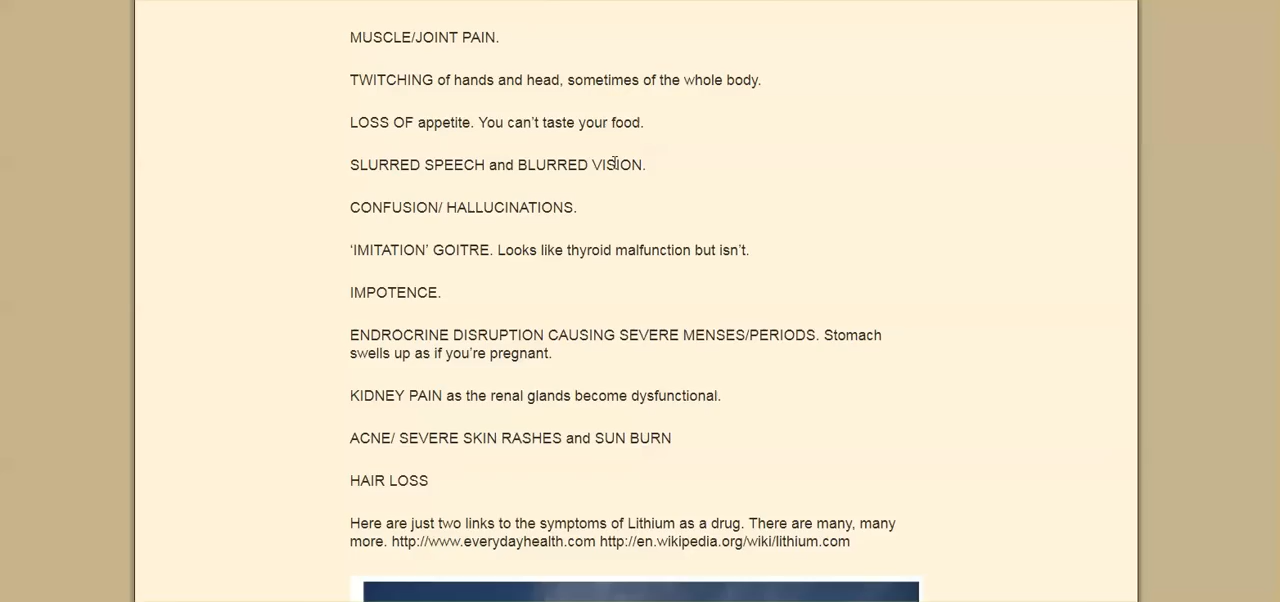 MUSCLE/JOINT PAIN.
TWITCHING of hands and head, sometimes of the whole body.
LOSS OF appetite. You can’t taste your food.
SLURRED SPEECH and BLURRED VISION.
CONFUSION/ HALLUCINATIONS.
‘IMITATION’ GOITRE. Looks like thyroid malfunction but isn’t.
IMPOTENCE.
ENDROCRINE DISRUPTION CAUSING SEVERE MENSES/PERIODS. Stomach
swells up as if you’re pregnant.
KIDNEY PAIN as the renal glands become dysfunctional.
ACNE/ SEVERE SKIN RASHES and SUN BURN
HAIR LOSS
Here are just two links to the symptoms of Lithium as a drug. There are many, many
more. http://www.everydayhealth.com http://en.wikipedia.org/wiki/lithium.com